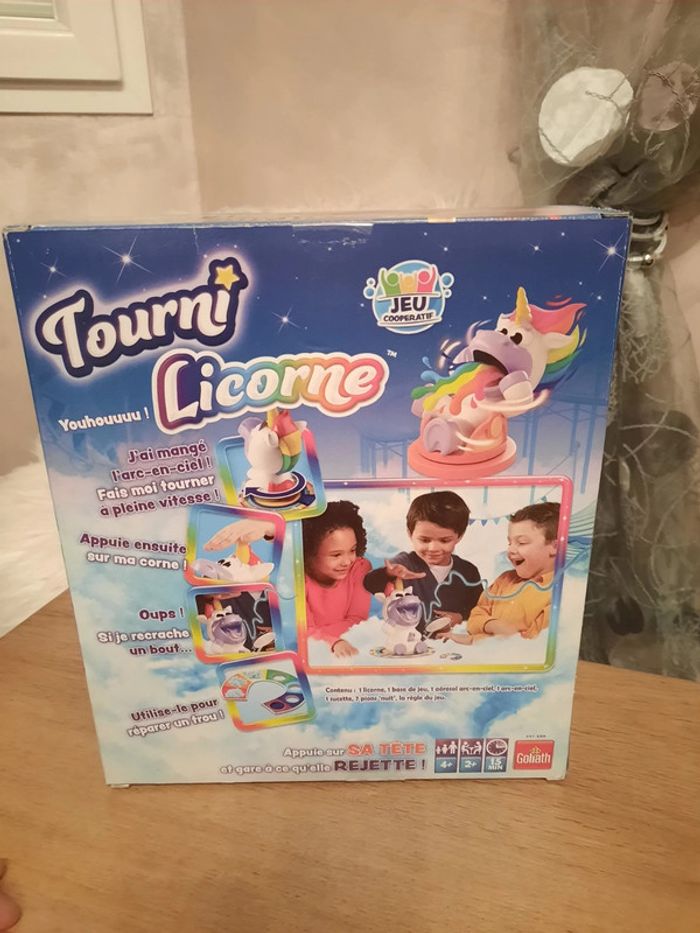 Tourni
Licorne™
JEU
COOPERATIF
Youhouuuu !
J'ai mangé
l'arc-en-ciel !
Fais moi tourner
à pleine vitesse !
Appuie ensuite
sur ma corne !
Oups !
Si je recrache
un bout...
Utilise-le pour
réparer un trou !
Contenu : 1 licorne, 1 base de jeu, 1 aérosol arc-en-ciel, 1 arc-en-ciel,
1 sucette, 7 pions "nuit", la règle du jeu.
Appuie sur SA TÊTE
et gare à ce qu'elle REJETTE !
4+
2+
15
MIN
Goliath